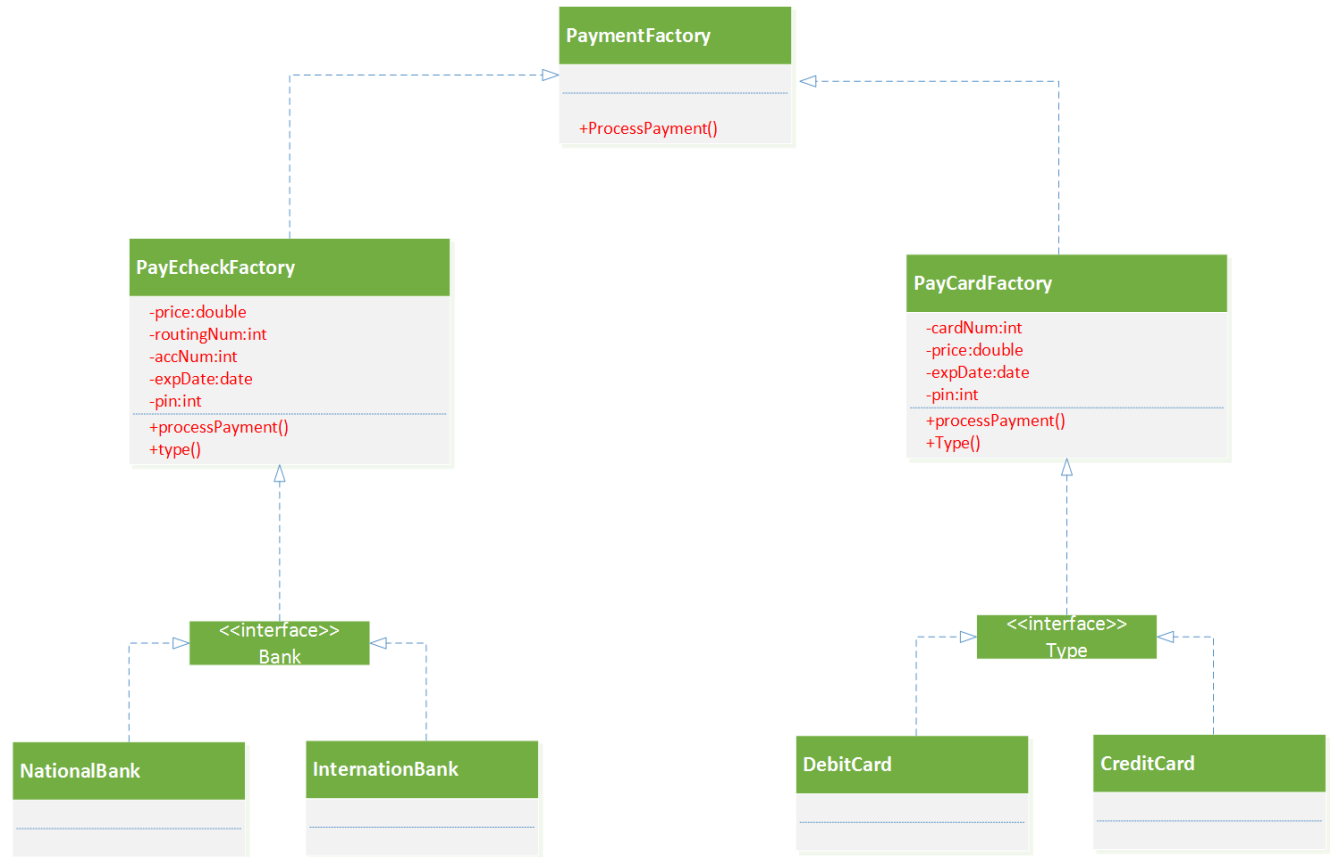 PaymentFactory
+ProcessPayment()
PayEcheckFactory
-price:double
-routingNum:int
-accNum:int
-expDate:date
-pin:int
+processPayment()
+type()
PayCardFactory
-cardNum:int
-price:double
-expDate:date
-pin:int
+processPayment()
+Type()
<<interface>>
Bank
<<interface>>
Type
NationalBank
InternationBank
DebitCard
CreditCard